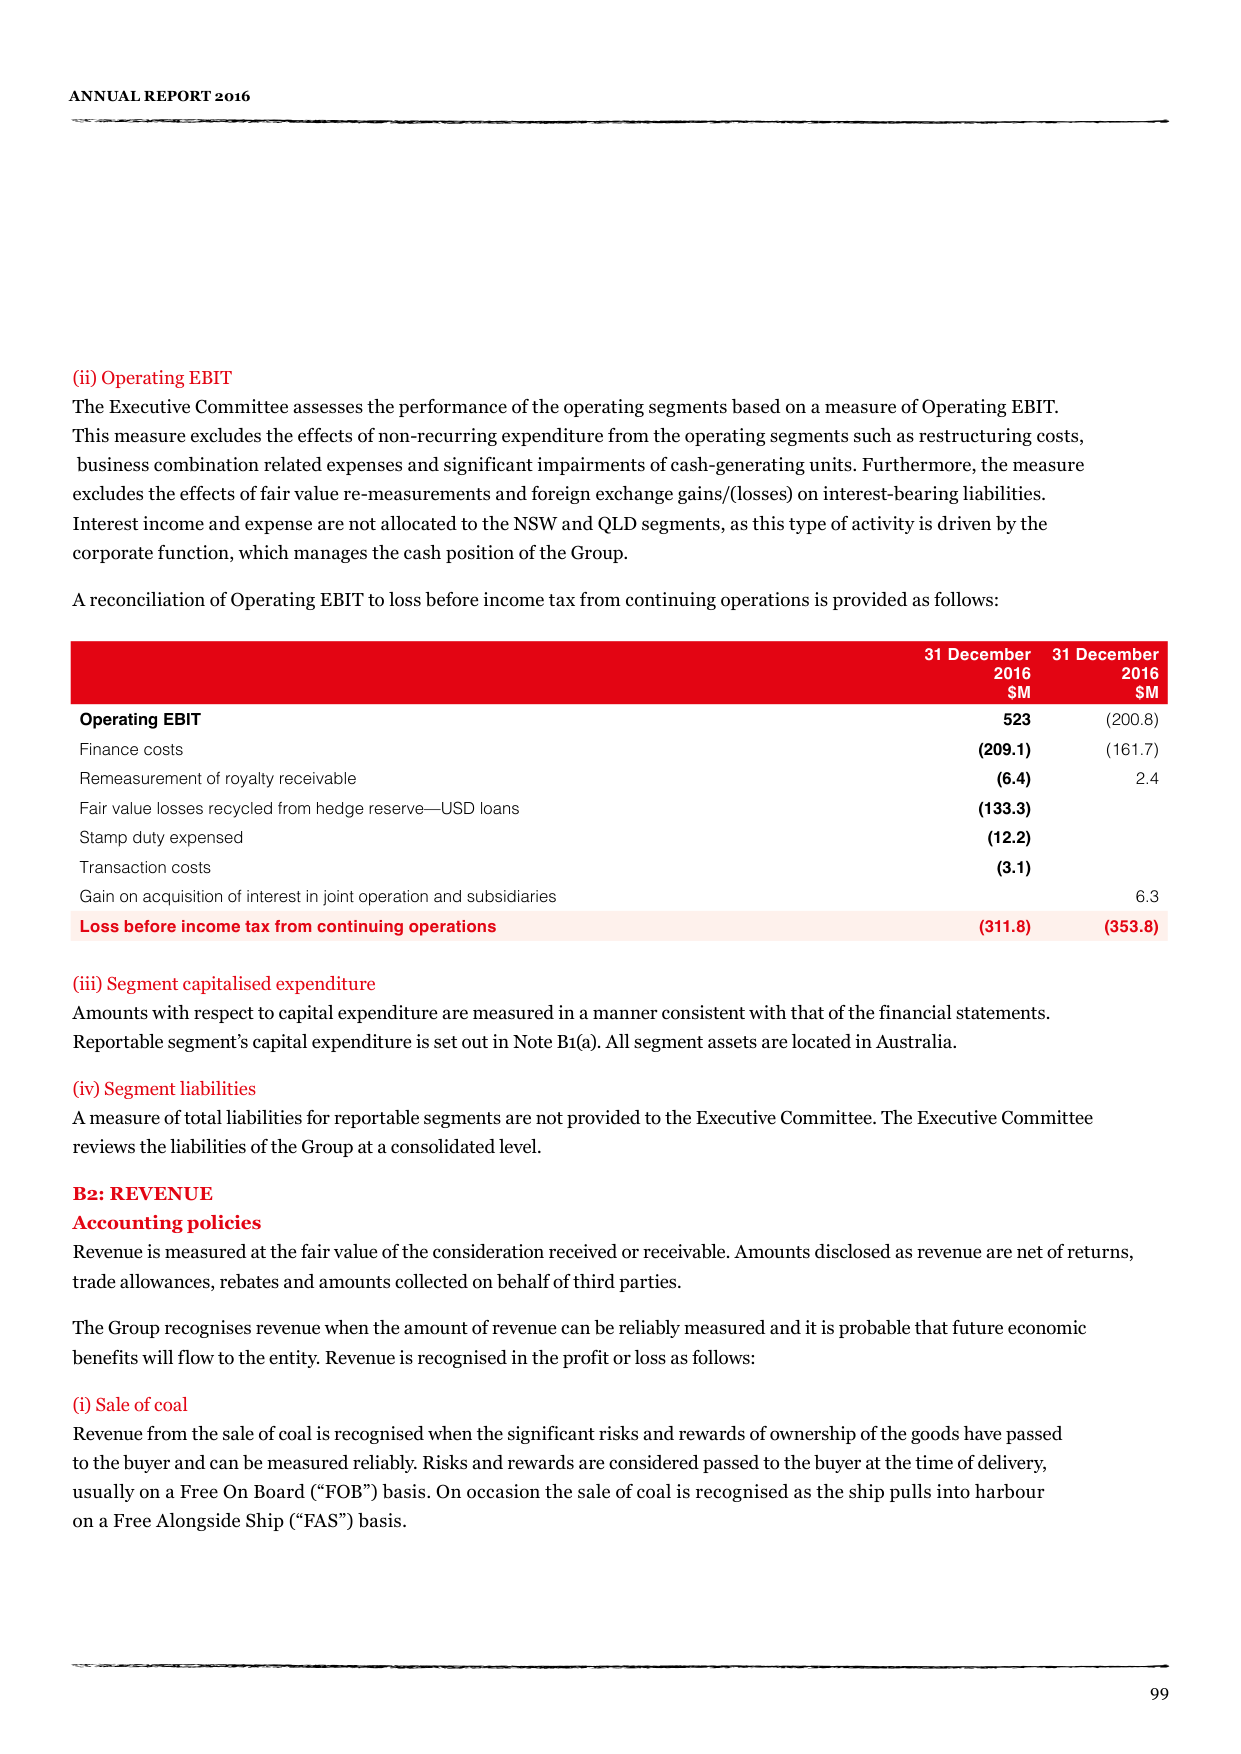 ANNUAL REPORT 2016
(ii) Operating EBIT
The Executive Committee assesses the performance of the operating segments based on a measure of Operating EBIT.
This measure excludes the effects of non-recurring expenditure from the operating segments such as restructuring costs,
business combination related expenses and significant impairments of cash-generating units. Furthermore, the measure
excludes the effects of fair value re-measurements and foreign exchange gains/(losses) on interest-bearing liabilities.
Interest income and expense are not allocated to the NSW and QLD segments, as this type of activity is driven by the
corporate function, which manages the cash position of the Group.
A reconciliation of Operating EBIT to loss before income tax from continuing operations is provided as follows:
31 December 31 December
2016 2016
$M $M
Operating EBIT 523 (200.8)
Finance costs (209.1) (161.7)
Remeasurement of royalty receivable (6.4) 2.4
Fair value losses recycled from hedge reserve—USD loans (133.3)
Stamp duty expensed (12.2)
Transaction costs (3.1)
Gain on acquisition of interest in joint operation and subsidiaries 6.3
Loss before income tax from continuing operations (311.8) (353.8)
(iii) Segment capitalised expenditure
Amounts with respect to capital expenditure are measured in a manner consistent with that of the financial statements.
Reportable segment’s capital expenditure is set out in Note B1(a). All segment assets are located in Australia.
(iv) Segment liabilities
A measure of total liabilities for reportable segments are not provided to the Executive Committee. The Executive Committee
reviews the liabilities of the Group at a consolidated level.
B2: REVENUE
Accounting policies
Revenue is measured at the fair value of the consideration received or receivable. Amounts disclosed as revenue are net of returns,
trade allowances, rebates and amounts collected on behalf of third parties.
The Group recognises revenue when the amount of revenue can be reliably measured and it is probable that future economic
benefits will flow to the entity. Revenue is recognised in the profit or loss as follows:
(i) Sale of coal
Revenue from the sale of coal is recognised when the significant risks and rewards of ownership of the goods have passed
to the buyer and can be measured reliably. Risks and rewards are considered passed to the buyer at the time of delivery,
usually on a Free On Board (“FOB”) basis. On occasion the sale of coal is recognised as the ship pulls into harbour
on a Free Alongside Ship (“FAS”) basis.
99